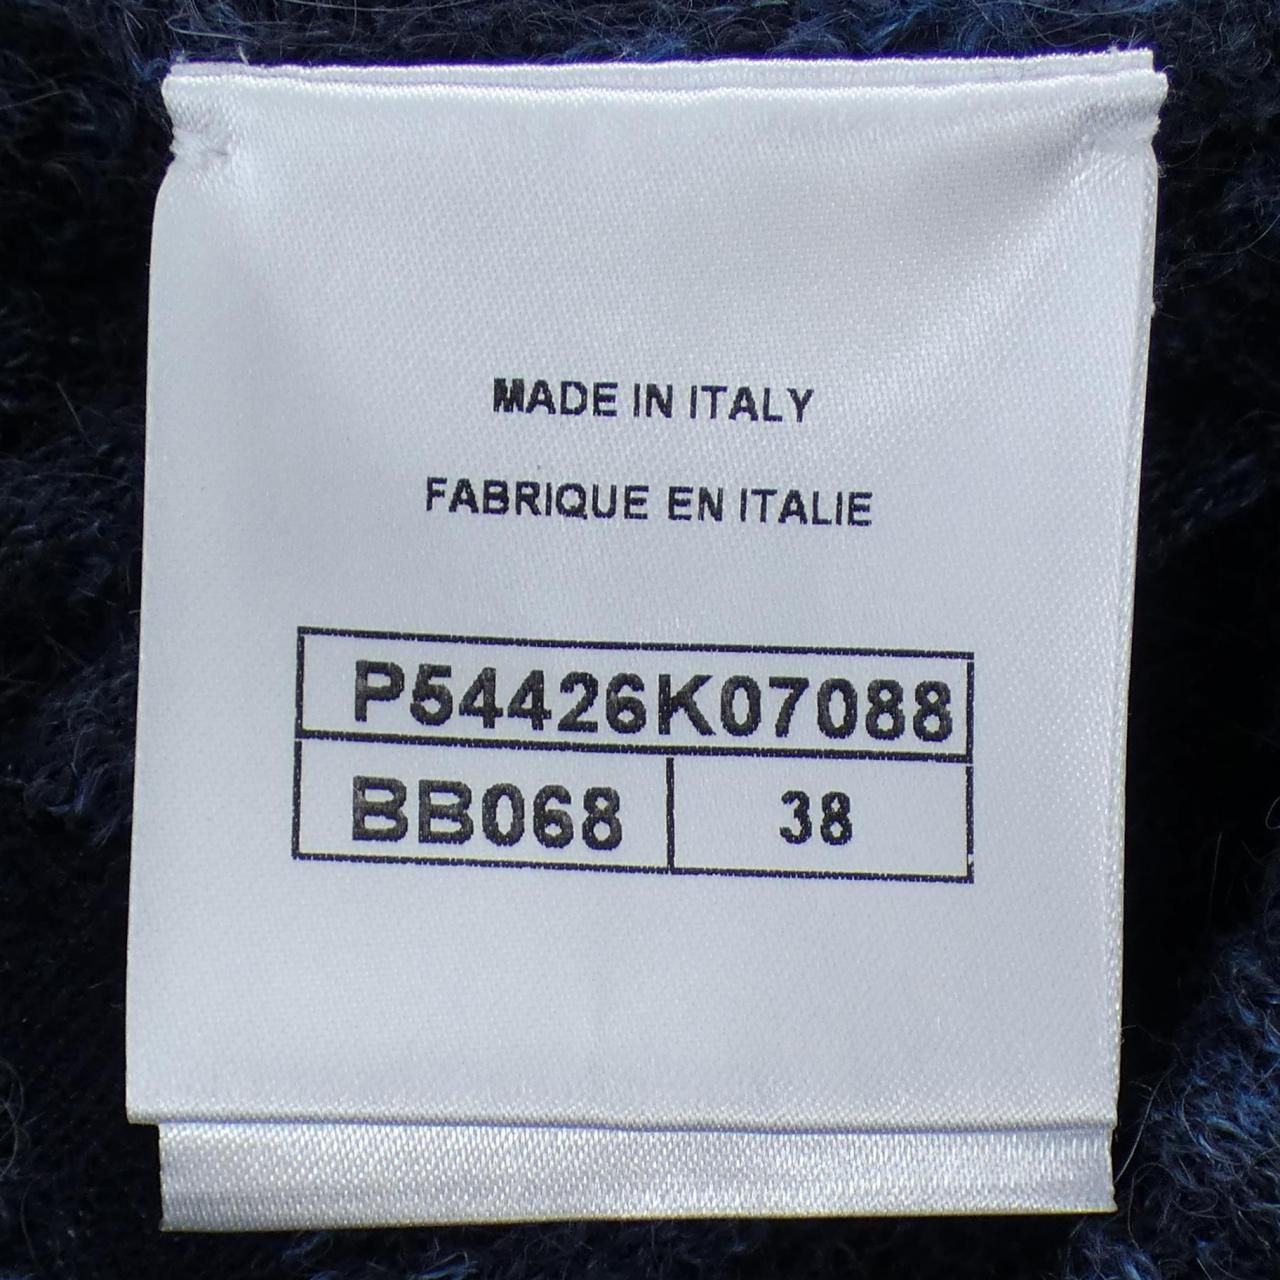 MADE IN ITALY
FABRIQUE EN ITALIE
P54426K07088
BB068 38